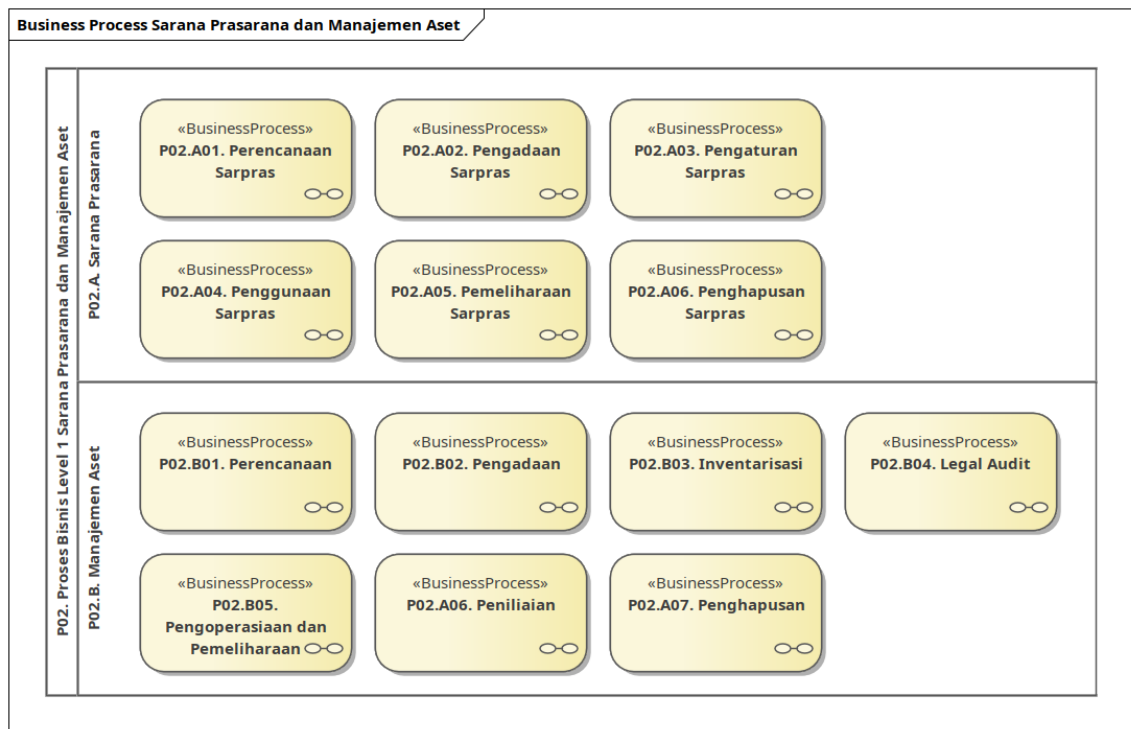 Business Process Sarana Prasarana dan Manajemen Aset
P02. Proses Bisnis Level 1 Sarana Prasarana dan Manajemen Aset
P02.A. Sarana Prasarana
«BusinessProcess»
P02.A01. Perencanaan
Sarpras
«BusinessProcess»
P02.A02. Pengadaan
Sarpras
«BusinessProcess»
P02.A03. Pengaturan
Sarpras
«BusinessProcess»
P02.A04. Penggunaan
Sarpras
«BusinessProcess»
P02.A05. Pemeliharaan
Sarpras
«BusinessProcess»
P02.A06. Penghapusan
Sarpras
P02.B. Manajemen Aset
«BusinessProcess»
P02.B01. Perencanaan
«BusinessProcess»
P02.B02. Pengadaan
«BusinessProcess»
P02.B03. Inventarisasi
«BusinessProcess»
P02.B04. Legal Audit
«BusinessProcess»
P02.B05.
Pengoperasiaan dan
Pemeliharaan
«BusinessProcess»
P02.A06. Peniliaian
«BusinessProcess»
P02.A07. Penghapusan